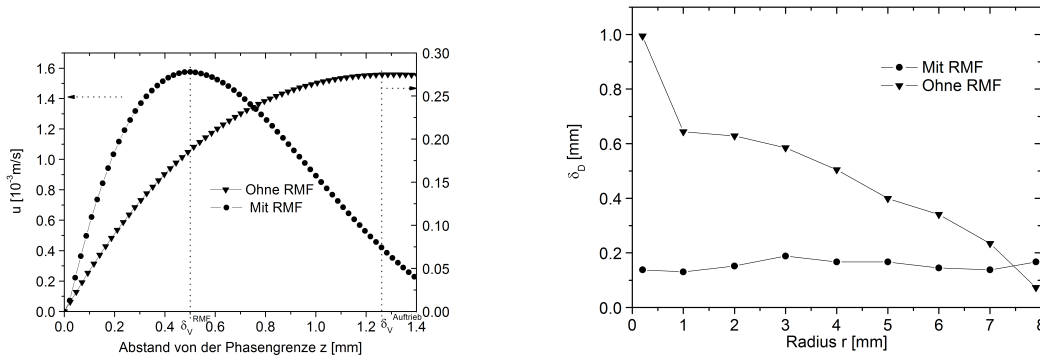 1.6
1.4
1.2
1.0
0.8
0.6
0.4
0.2
0.0
u [10⁻³m/s]
0.30
0.25
0.20
0.15
0.10
0.05
0.00
Ohne RMF
Mit RMF
0.0 0.2 0.4 0.6 0.8 1.0 1.2 1.4
δ_V^RMF
δ_V^Auftrieb
Abstand von der Phasengrenze z [mm]
1.0
0.8
0.6
0.4
0.2
0.0
δ_D [mm]
Mit RMF
Ohne RMF
0 1 2 3 4 5 6 7 8
Radius r [mm]